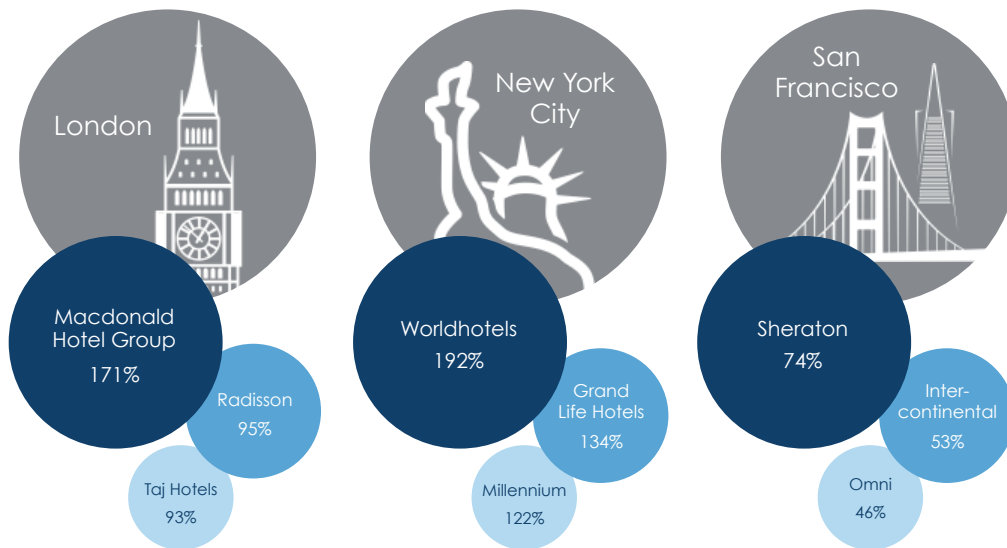 London
Macdonald
Hotel Group
171%
Radisson
95%
Taj Hotels
93%
New York
City
Worldhotels
192%
Grand
Life Hotels
134%
Millennium
122%
San
Francisco
Sheraton
74%
Inter-
continental
53%
Omni
46%